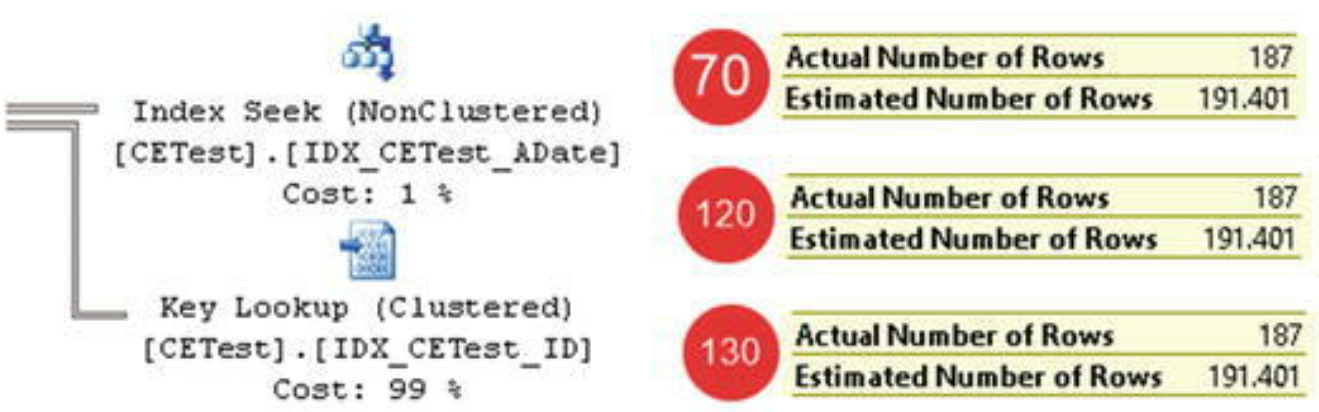 Index Seek (NonClustered)
[CETest].[IDX_CETest_ADate]
Cost: 1 %
Key Lookup (Clustered)
[CETest].[IDX_CETest_ID]
Cost: 99 %
70
Actual Number of Rows 187
Estimated Number of Rows 191.401
120
Actual Number of Rows 187
Estimated Number of Rows 191.401
130
Actual Number of Rows 187
Estimated Number of Rows 191.401